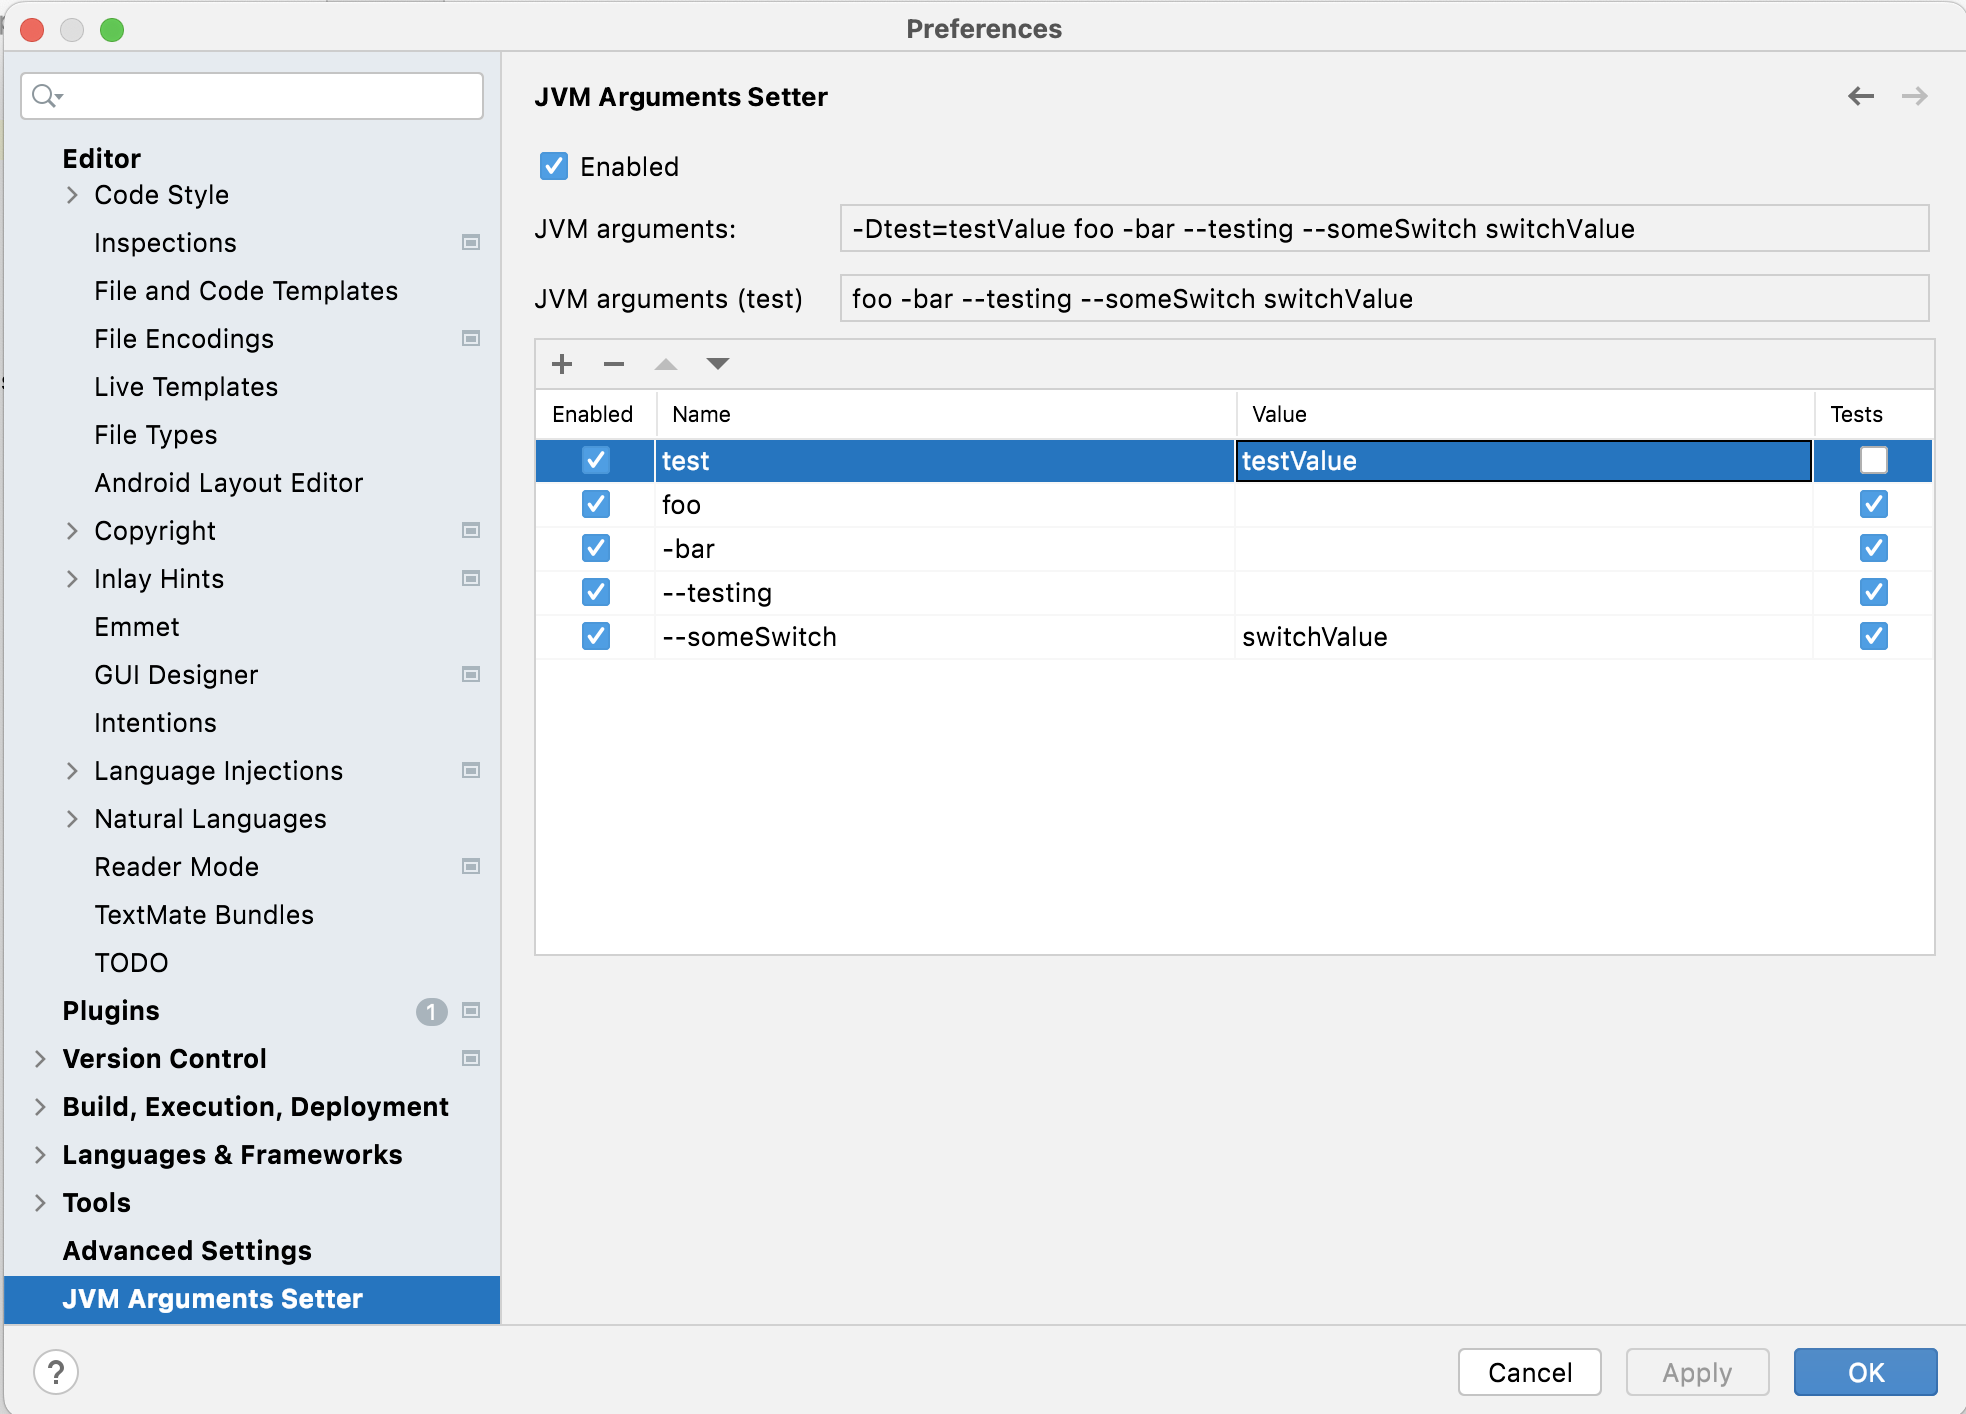 Preferences
Editor
Code Style
Inspections
File and Code Templates
File Encodings
Live Templates
File Types
Android Layout Editor
Copyright
Inlay Hints
Emmet
GUI Designer
Intentions
Language Injections
Natural Languages
Reader Mode
TextMate Bundles
TODO
Plugins 1
Version Control
Build, Execution, Deployment
Languages & Frameworks
Tools
Advanced Settings
JVM Arguments Setter
JVM Arguments Setter
Enabled
JVM arguments: -Dtest=testValue foo -bar --testing --someSwitch switchValue
JVM arguments (test) foo -bar --testing --someSwitch switchValue
Enabled Name Value Tests
test testValue
foo
-bar
--testing
--someSwitch switchValue
? Cancel Apply OK